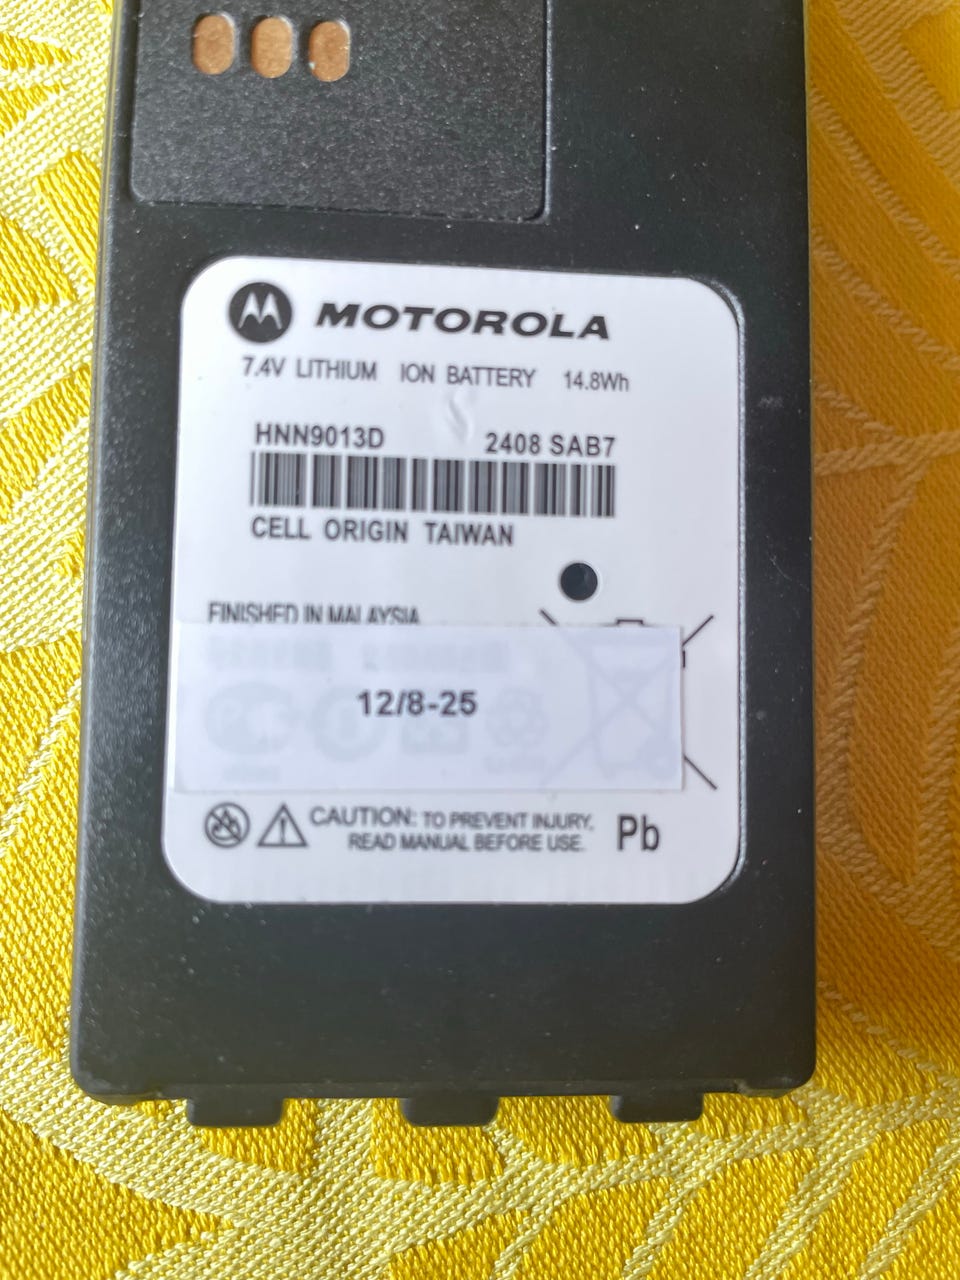 MOTOROLA
7.4V LITHIUM ION BATTERY 14.8Wh
HNN9013D 2408 SAB7
CELL ORIGIN TAIWAN
FINISHED IN MALAYSIA
12/8-25
CAUTION: TO PREVENT INJURY,
READ MANUAL BEFORE USE.
Pb